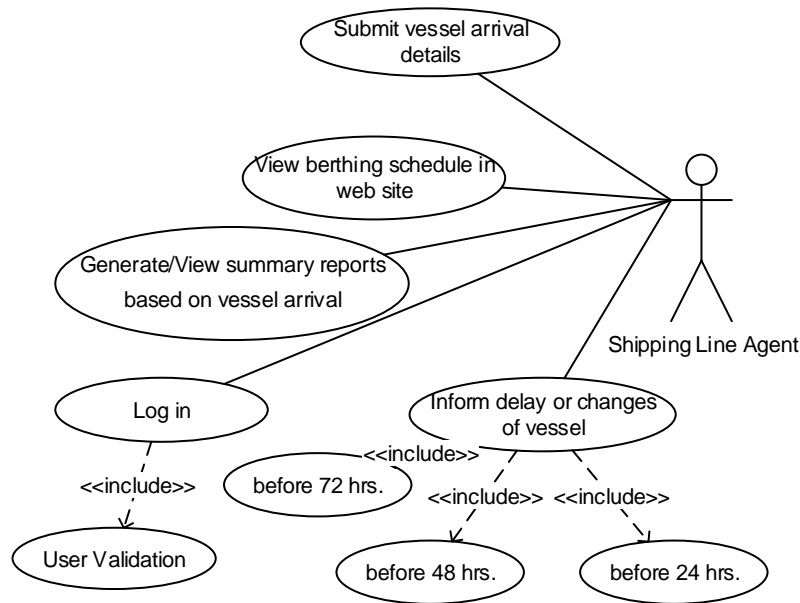 Submit vessel arrival
details
View berthing schedule in
web site
Generate/View summary reports
based on vessel arrival
Shipping Line Agent
Log in
Inform delay or changes
of vessel
<<include>>
<<include>>
before 72 hrs.
<<include>>
<<include>>
User Validation
before 48 hrs.
before 24 hrs.